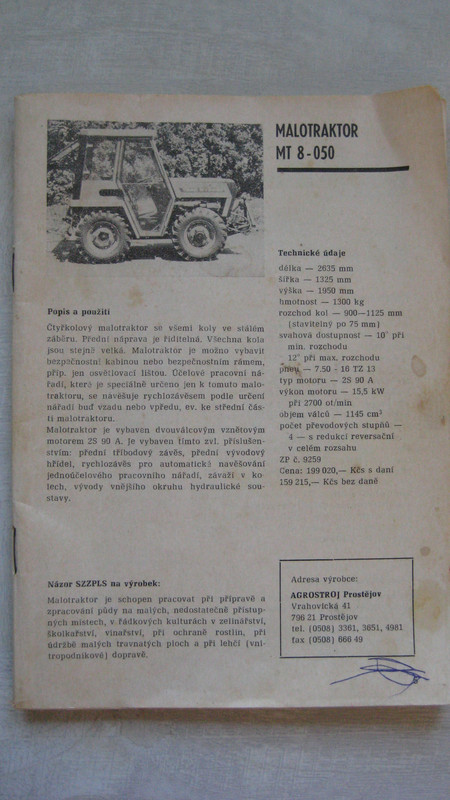 MALOTRAKTOR
MT 8-050
Technické údaje
délka — 2635 mm
šířka — 1325 mm
výška — 1950 mm
hmotnost — 1300 kg
rozchod kol — 900—1125 mm
(stavitelný po 75 mm)
svahová dostupnost — 10° při
min. rozchodu
12° při max. rozchodu
pneu — 7.50 - 16 TZ 13
typ motoru — 2S 90 A
výkon motoru — 15,5 kW
při 2700 ot/min
objem válců — 1145 cm³
počet převodových stupňů —
4 — s redukcí reversační
v celém rozsahu
ZP č. 9259
Cena: 199 020,— Kčs s daní
159 215,— Kčs bez daně
Popis a použití
Čtyřkolový malotraktor se všemi koly ve stálém
záběru. Přední náprava je řiditelná. Všechna kola
jsou stejně velká. Malotraktor je možno vybavit
bezpečnostní kabinou nebo bezpečnostním rámem,
příp. jen osvětlovací lištou. Účelové pracovní ná-
řadí, které je speciálně určeno jen k tomuto malo-
traktoru, se návěšuje rychlozávěsem podle určení
nářadí buď vzadu nebo vpředu, ev. ke střední čás-
ti malotraktoru.
Malotraktor je vybaven dvouválcovým vznětovým
motorem 2S 90 A. Je vybaven tímto zvl. příslušen-
stvím: přední tříbodový závěs, přední vývodový
hřídel, rychlozávěs pro automatické navěšování
jednoúčelového pracovního nářadí, závaží v ko-
lech, vývody vnějšího okruhu hydraulické sou-
stavy.
Názor SZZPLS na výrobek:
Malotraktor je schopen pracovat při přípravě a
zpracování půdy na malých, nedostatečně přístup-
ných místech, v řádkových kulturách v zelinářství,
školkařství, vinařství, při ochraně rostlin, při
údržbě malých travnatých ploch a při lehčí (vni-
tropodnikové) dopravě.
Adresa výrobce:
AGROSTROJ Prostějov
Vrahovická 41
796 21 Prostějov
tel. (0508) 3361, 3651, 4981
fax (0508) 666 49